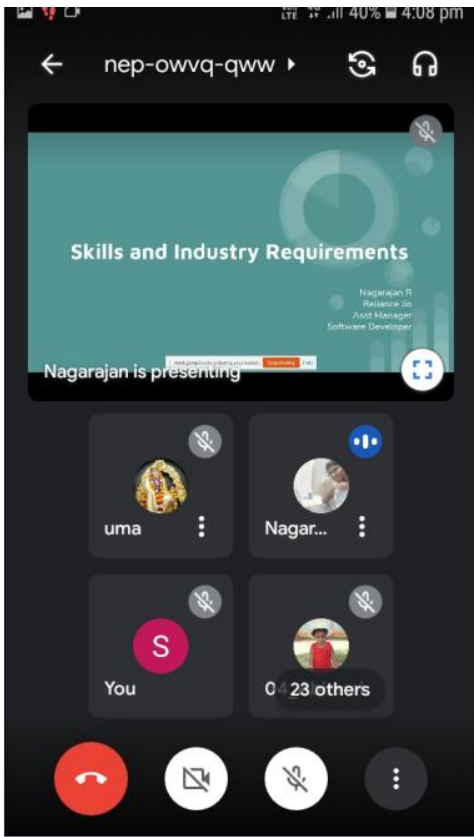 VoLTE 40% 4:08 pm
nep-owvq-qww
Skills and Industry Requirements
Nagarajan R
Reliance Jio
Asst Manager
Software Developer
Nagarajan is presenting
uma
Nagar...
S
You
23 others